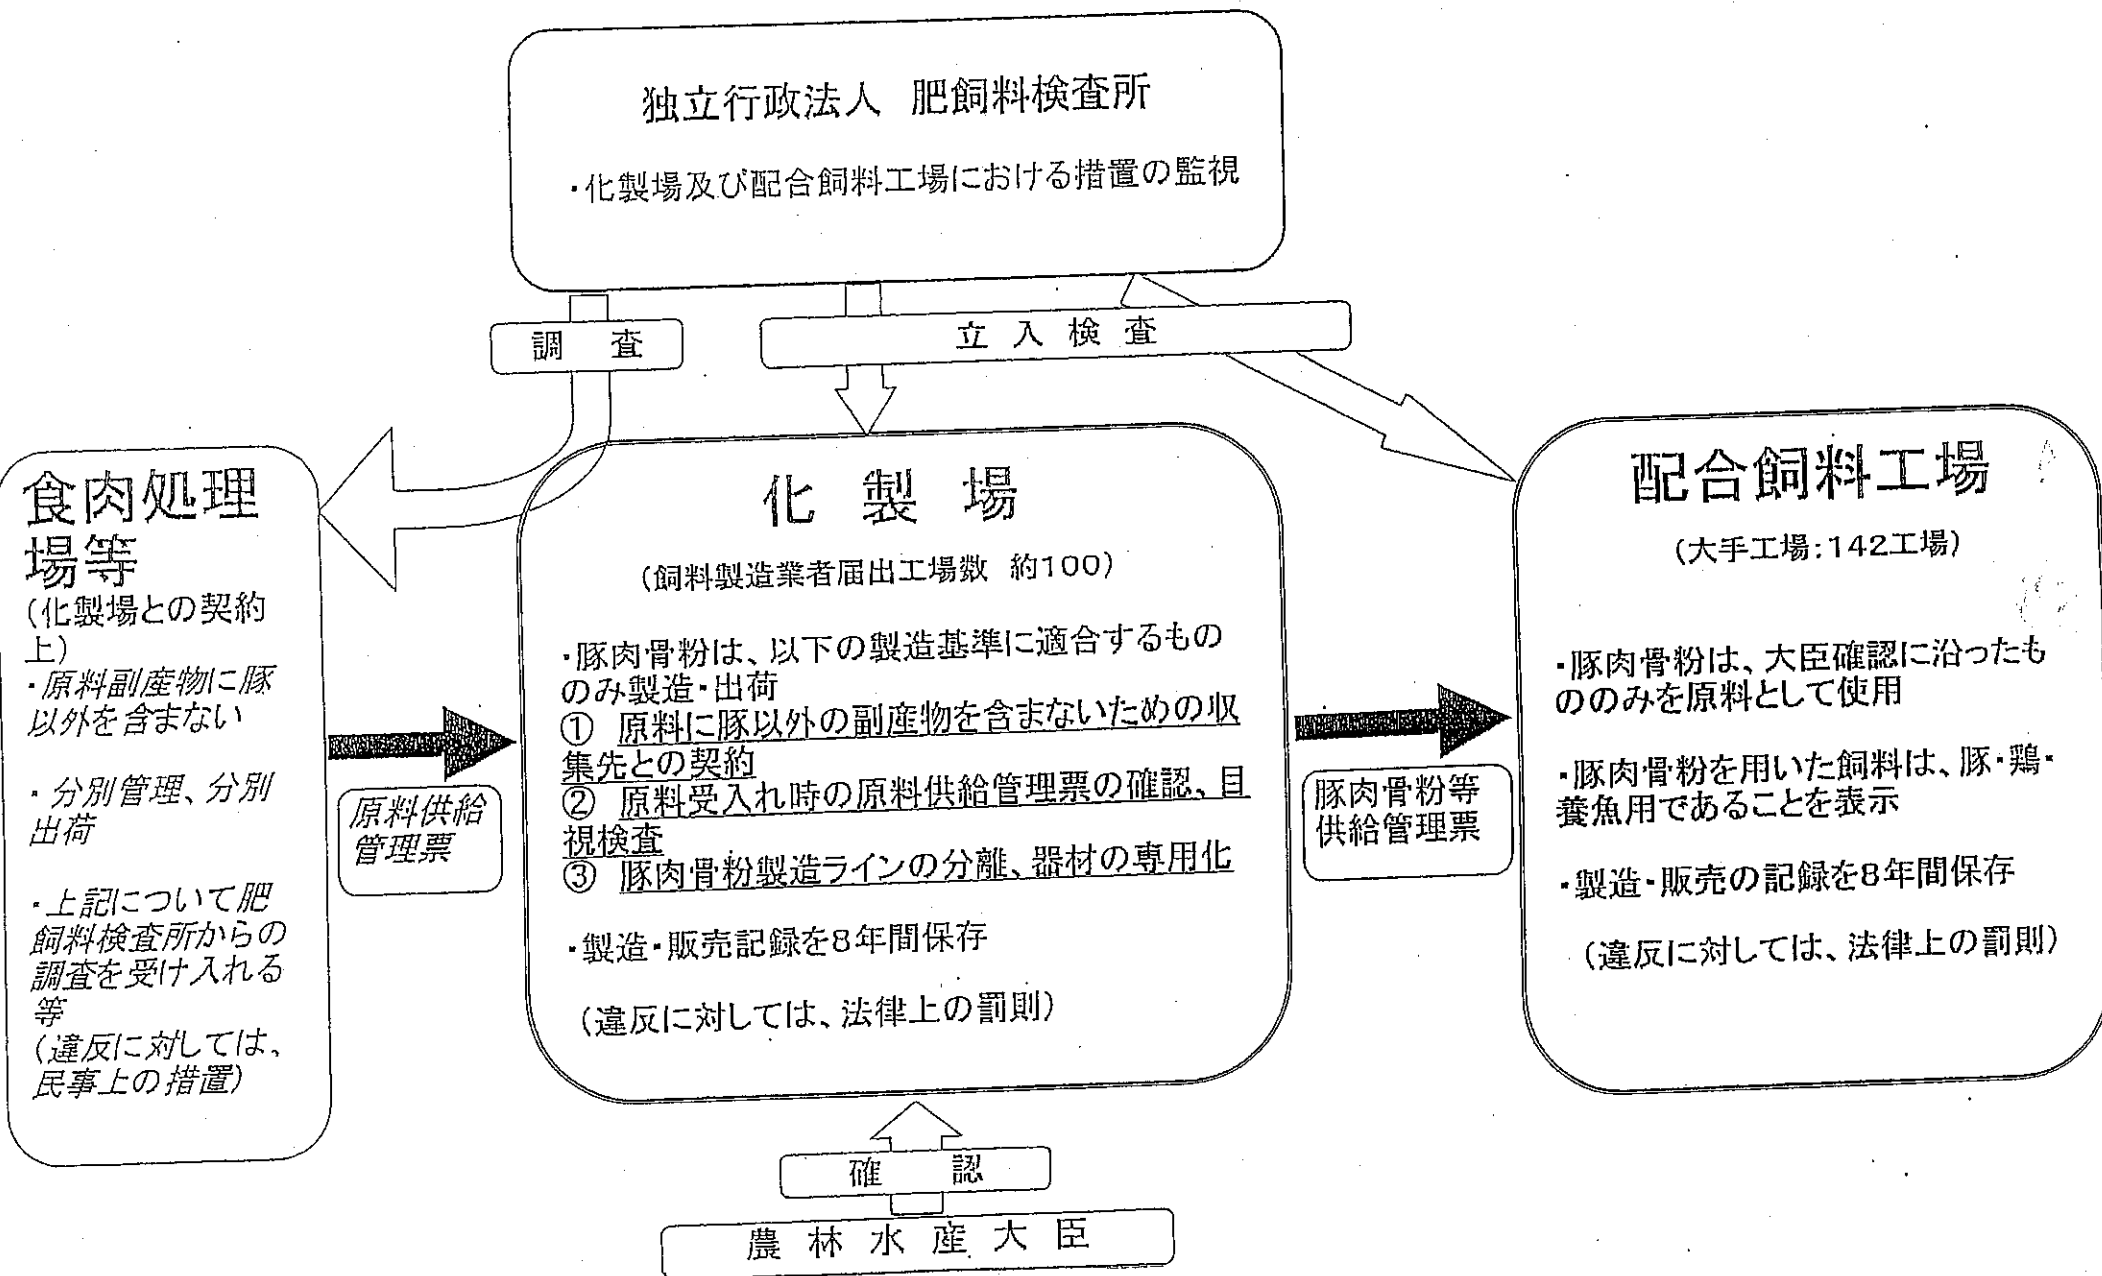 独立行政法人 肥飼料検査所
・化製場及び配合飼料工場における措置の監視
調 査
立 入 検 査
食肉処理
場等
(化製場との契約
上)
・原料副産物に豚
以外を含まない
・分別管理、分別
出荷
・上記について肥
飼料検査所からの
調査を受け入れる
等
(違反に対しては、
民事上の措置)
原料供給
管理票
化 製 場
(飼料製造業者届出工場数 約100)
・豚肉骨粉は、以下の製造基準に適合するもの
のみ製造・出荷
① 原料に豚以外の副産物を含まないための収
集先との契約
② 原料受入れ時の原料供給管理票の確認、目
視検査
③ 豚肉骨粉製造ラインの分離、器材の専用化
・製造・販売記録を8年間保存
(違反に対しては、法律上の罰則)
豚肉骨粉等
供給管理票
配合飼料工場
(大手工場:142工場)
・豚肉骨粉は、大臣確認に沿ったも
ののみを原料として使用
・豚肉骨粉を用いた飼料は、豚・鶏・
養魚用であることを表示
・製造・販売の記録を8年間保存
(違反に対しては、法律上の罰則)
確 認
農 林 水 産 大 臣